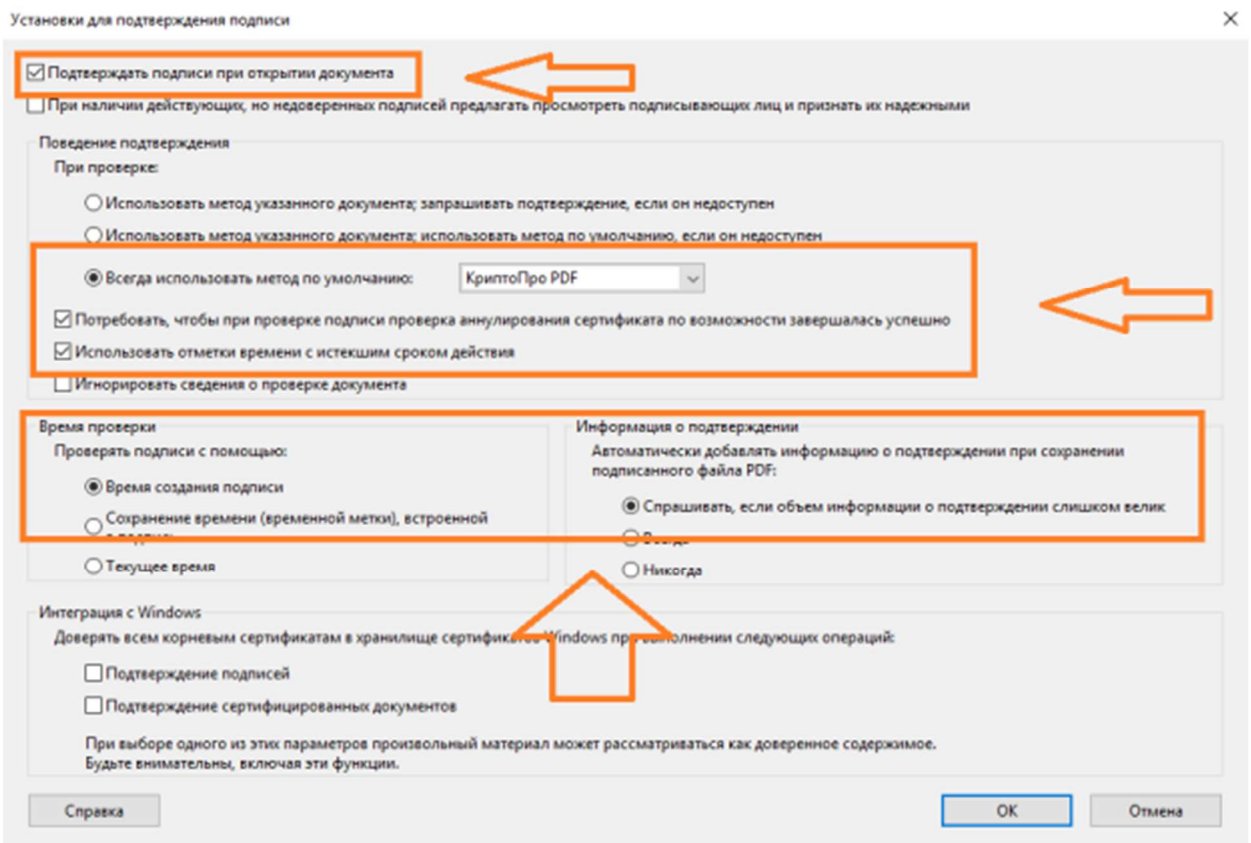 Установки для подтверждения подписи
Подтверждать подписи при открытии документа
При наличии действующих, но недоверенных подписей предлагать просмотреть подписывающих лиц и признать их надежными
Поведение подтверждения
При проверке:
Использовать метод указанного документа; запрашивать подтверждение, если он недоступен
Использовать метод указанного документа; использовать метод по умолчанию, если он недоступен
Всегда использовать метод по умолчанию: КриптоПро PDF
Потребовать, чтобы при проверке подписи проверка аннулирования сертификата по возможности завершалась успешно
Использовать отметки времени с истекшим сроком действия
Игнорировать сведения о проверке документа
Время проверки
Проверять подписи с помощью:
Время создания подписи
Сохранение времени (временной метки), встроенной
Текущее время
Информация о подтверждении
Автоматически добавлять информацию о подтверждении при сохранении
подписанного файла PDF:
Спрашивать, если объем информации о подтверждении слишком велик
Всегда
Никогда
Интеграция с Windows
Доверять всем корневым сертификатам в хранилище сертификатов Windows при выполнении следующих операций:
Подтверждение подписей
Подтверждение сертифицированных документов
При выборе одного из этих параметров произвольный материал может рассматриваться как доверенное содержимое.
Будьте внимательны, включая эти функции.
Справка
OK
Отмена